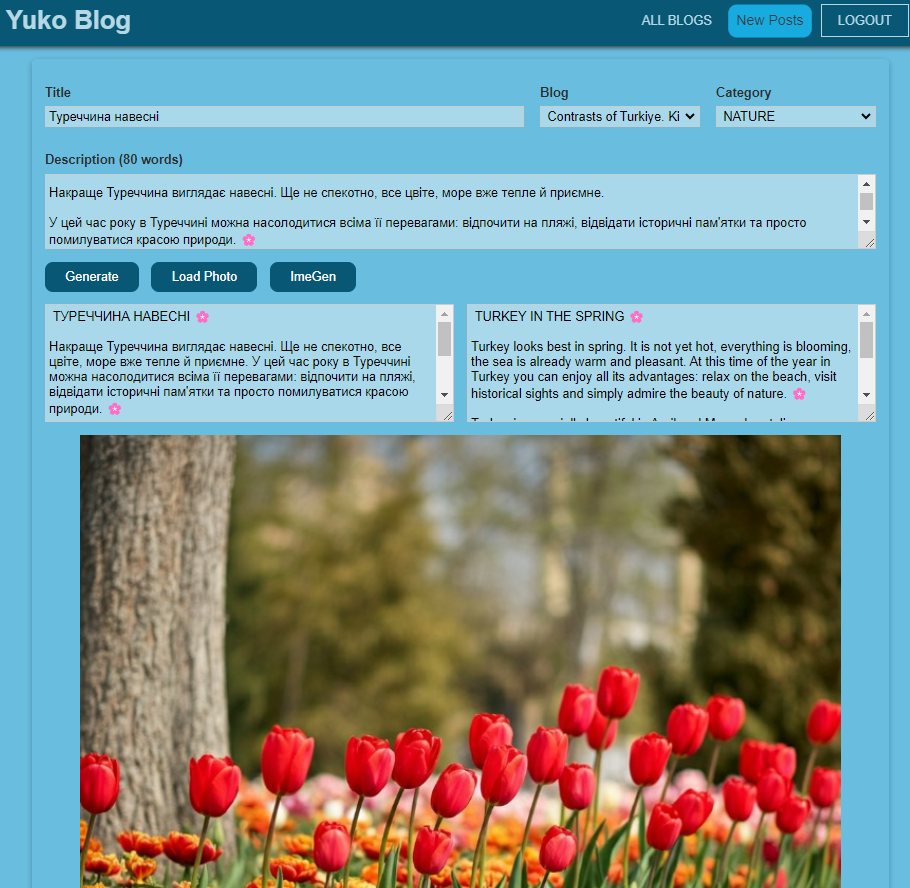 Yuko Blog
ALL BLOGS
New Posts
LOGOUT
Title
Blog
Category
Туреччина навесні
Contrasts of Turkiye. Ki
NATURE
Description (80 words)
Накраще Туреччина виглядає навесні. Ще не спекотно, все цвіте, море вже тепле й приємне.
У цей час року в Туреччині можна насолодитися всіма її перевагами: відпочити на пляжі, відвідати історичні пам'ятки та просто
помилуватися красою природи. 🌸
Generate
Load Photo
ImeGen
ТУРЕЧЧИНА НАВЕСНІ 🌸
Накраще Туреччина виглядає навесні. Ще не спекотно, все
цвіте, море вже тепле й приємне. У цей час року в Туреччині
можна насолодитися всіма її перевагами: відпочити на пляжі,
відвідати історичні пам'ятки та просто помилуватися красою
природи. 🌸
TURKEY IN THE SPRING 🌸
Turkey looks best in spring. It is not yet hot, everything is blooming,
the sea is already warm and pleasant. At this time of the year in
Turkey you can enjoy all its advantages: relax on the beach, visit
historical sights and simply admire the beauty of nature. 🌸